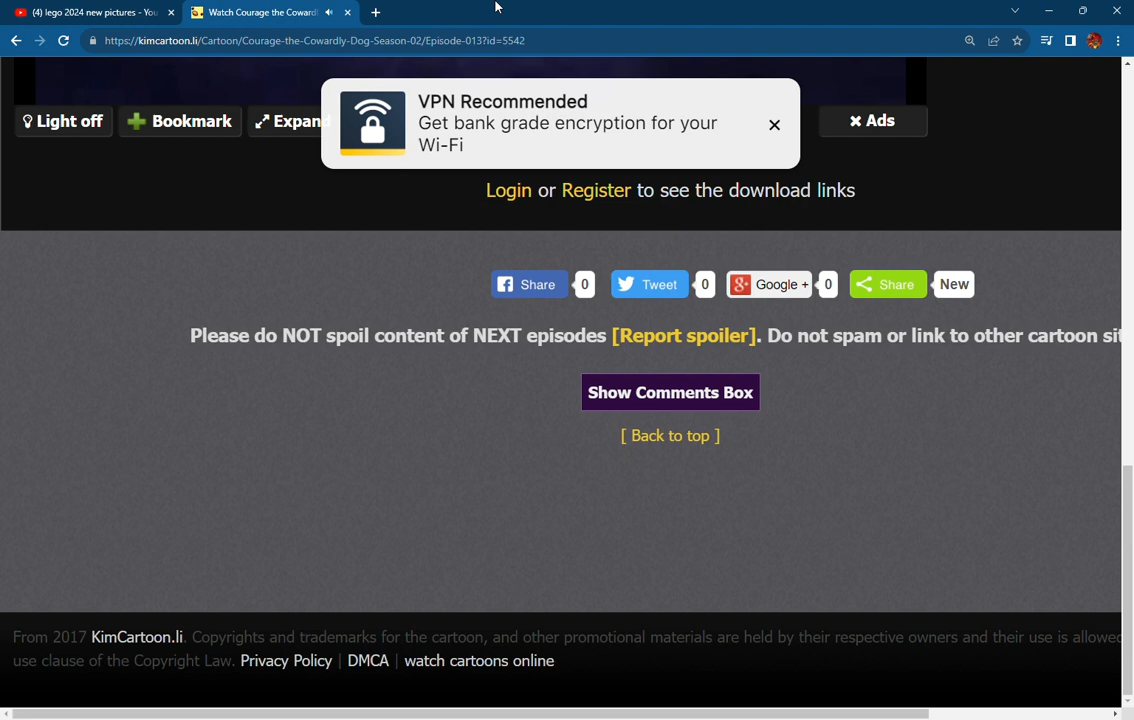 (4) lego 2024 new pictures - You
Watch Courage the Cowardl
https://kimcartoon.li/Cartoon/Courage-the-Cowardly-Dog-Season-02/Episode-013?id=5542
Light off
Bookmark
Expand
VPN Recommended
Get bank grade encryption for your
Wi-Fi
Ads
Login or Register to see the download links
Share 0
Tweet 0
Google + 0
Share New
Please do NOT spoil content of NEXT episodes [Report spoiler]. Do not spam or link to other cartoon sit
Show Comments Box
[ Back to top ]
From 2017 KimCartoon.li. Copyrights and trademarks for the cartoon, and other promotional materials are held by their respective owners and their use is allowed
use clause of the Copyright Law. Privacy Policy | DMCA | watch cartoons online